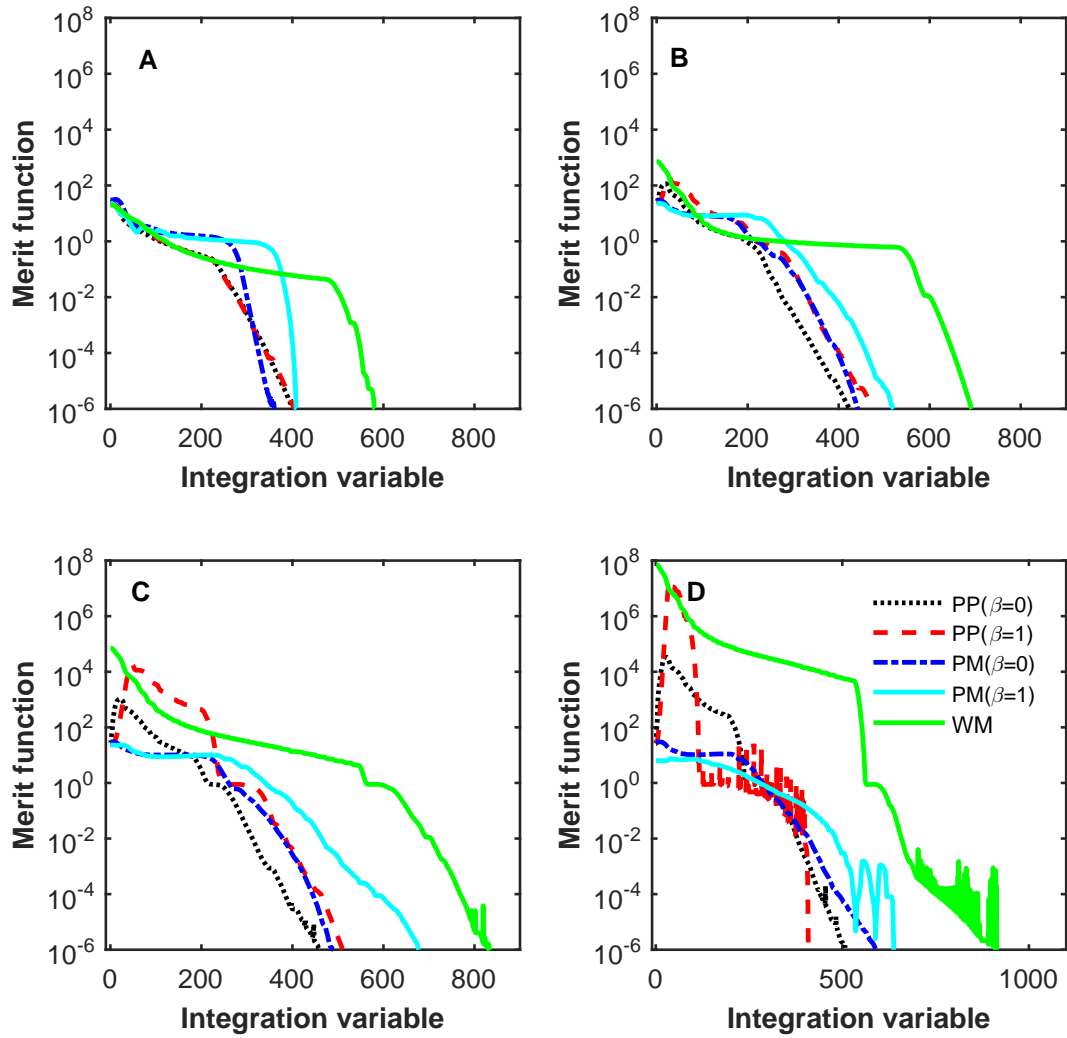 A
10^8
10^6
10^4
10^2
10^0
10^-2
10^-4
10^-6
0 200 400 600 800
Merit function
Integration variable
B
10^8
10^6
10^4
10^2
10^0
10^-2
10^-4
10^-6
0 200 400 600 800
Merit function
Integration variable
C
10^8
10^6
10^4
10^2
10^0
10^-2
10^-4
10^-6
0 200 400 600 800
Merit function
Integration variable
D
10^8
10^6
10^4
10^2
10^0
10^-2
10^-4
10^-6
0 500 1000
Merit function
Integration variable
PP(β=0)
PP(β=1)
PM(β=0)
PM(β=1)
WM